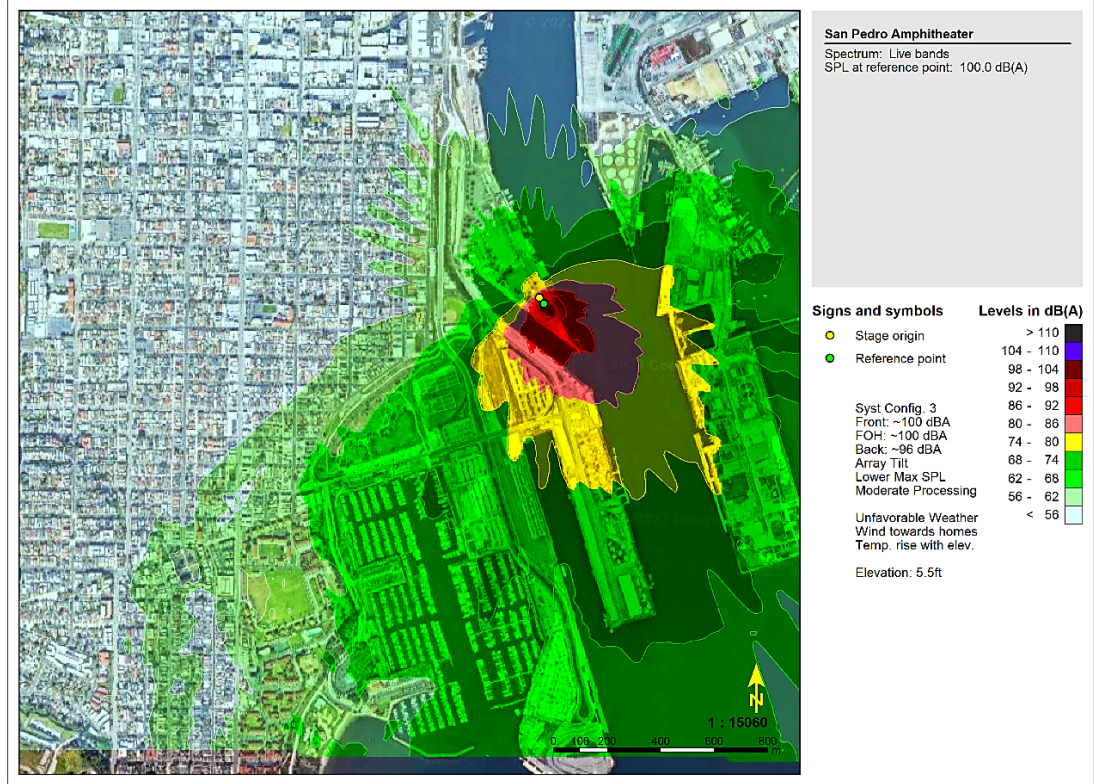 San Pedro Amphitheater
Spectrum: Live bands
SPL at reference point: 100.0 dB(A)
Signs and symbols
Stage origin
Reference point
Syst Config. 3
Front: ~100 dBA
FOH: ~100 dBA
Back: ~96 dBA
Array Tilt
Lower Max SPL
Moderate Processing
Unfavorable Weather
Wind towards homes
Temp. rise with elev.
Elevation: 5.5ft
Levels in dB(A)
> 110
104 - 110
98 - 104
92 - 98
86 - 92
80 - 86
74 - 80
68 - 74
62 - 68
56 - 62
< 56
N
1 : 15060
0 100 200 400 600 800 m